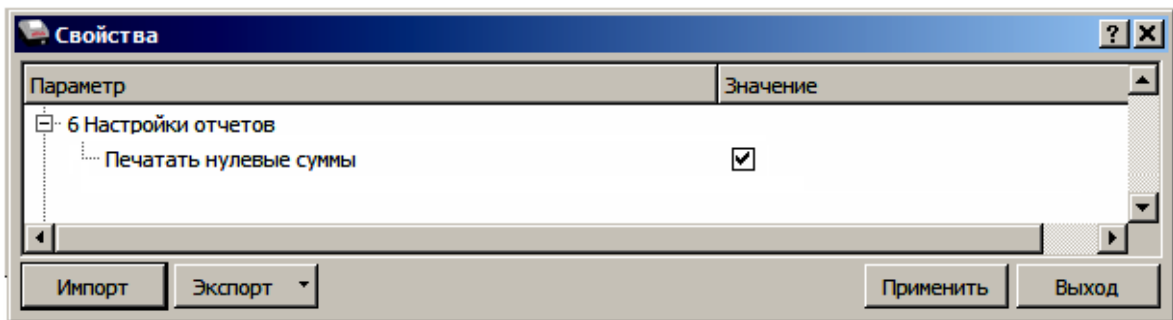 Свойства
Параметр Значение
6 Настройки отчетов
Печатать нулевые суммы
Импорт Экспорт Применить Выход